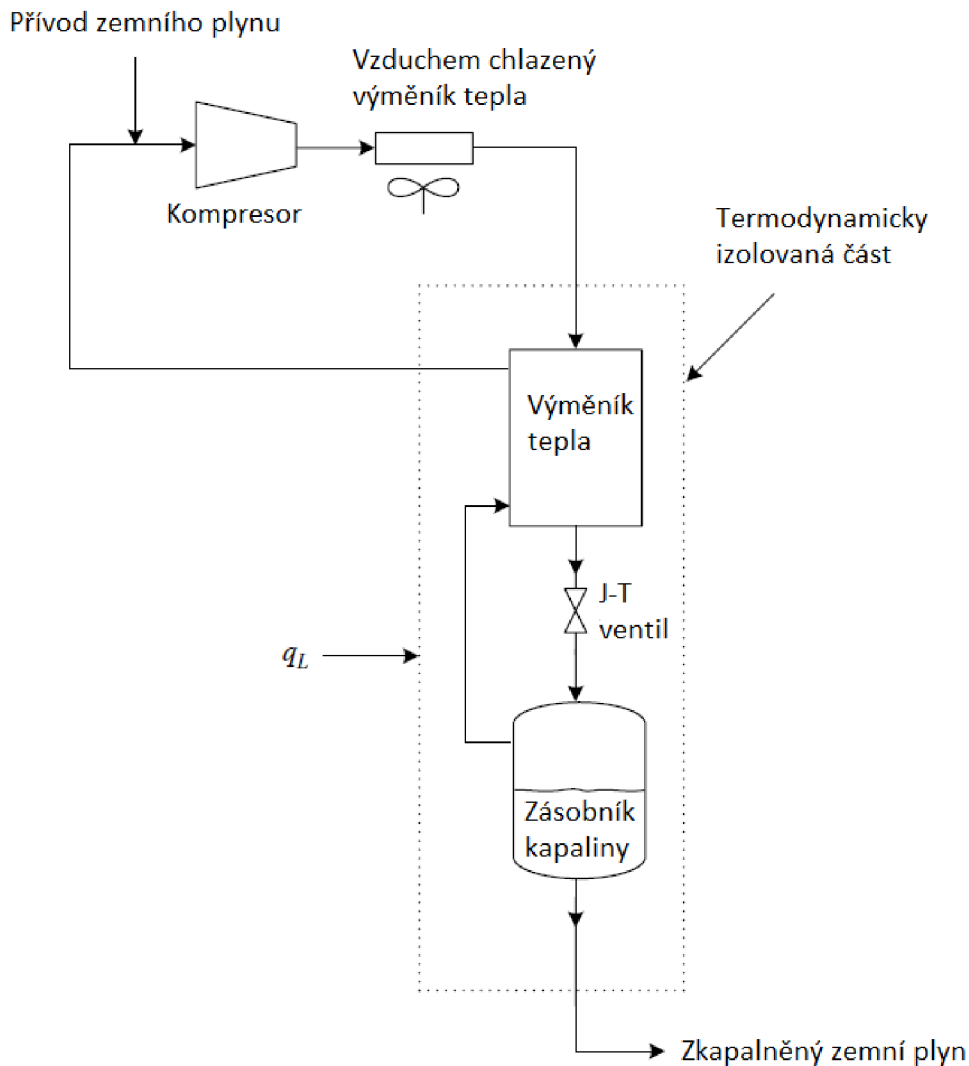 Přívod zemního plynu
Vzduchem chlazený
výměník tepla
Kompresor
Termodynamicky
izolovaná část
Výměník
tepla
J-T
ventil
q_L
Zásobník
kapaliny
Zkapalněný zemní plyn